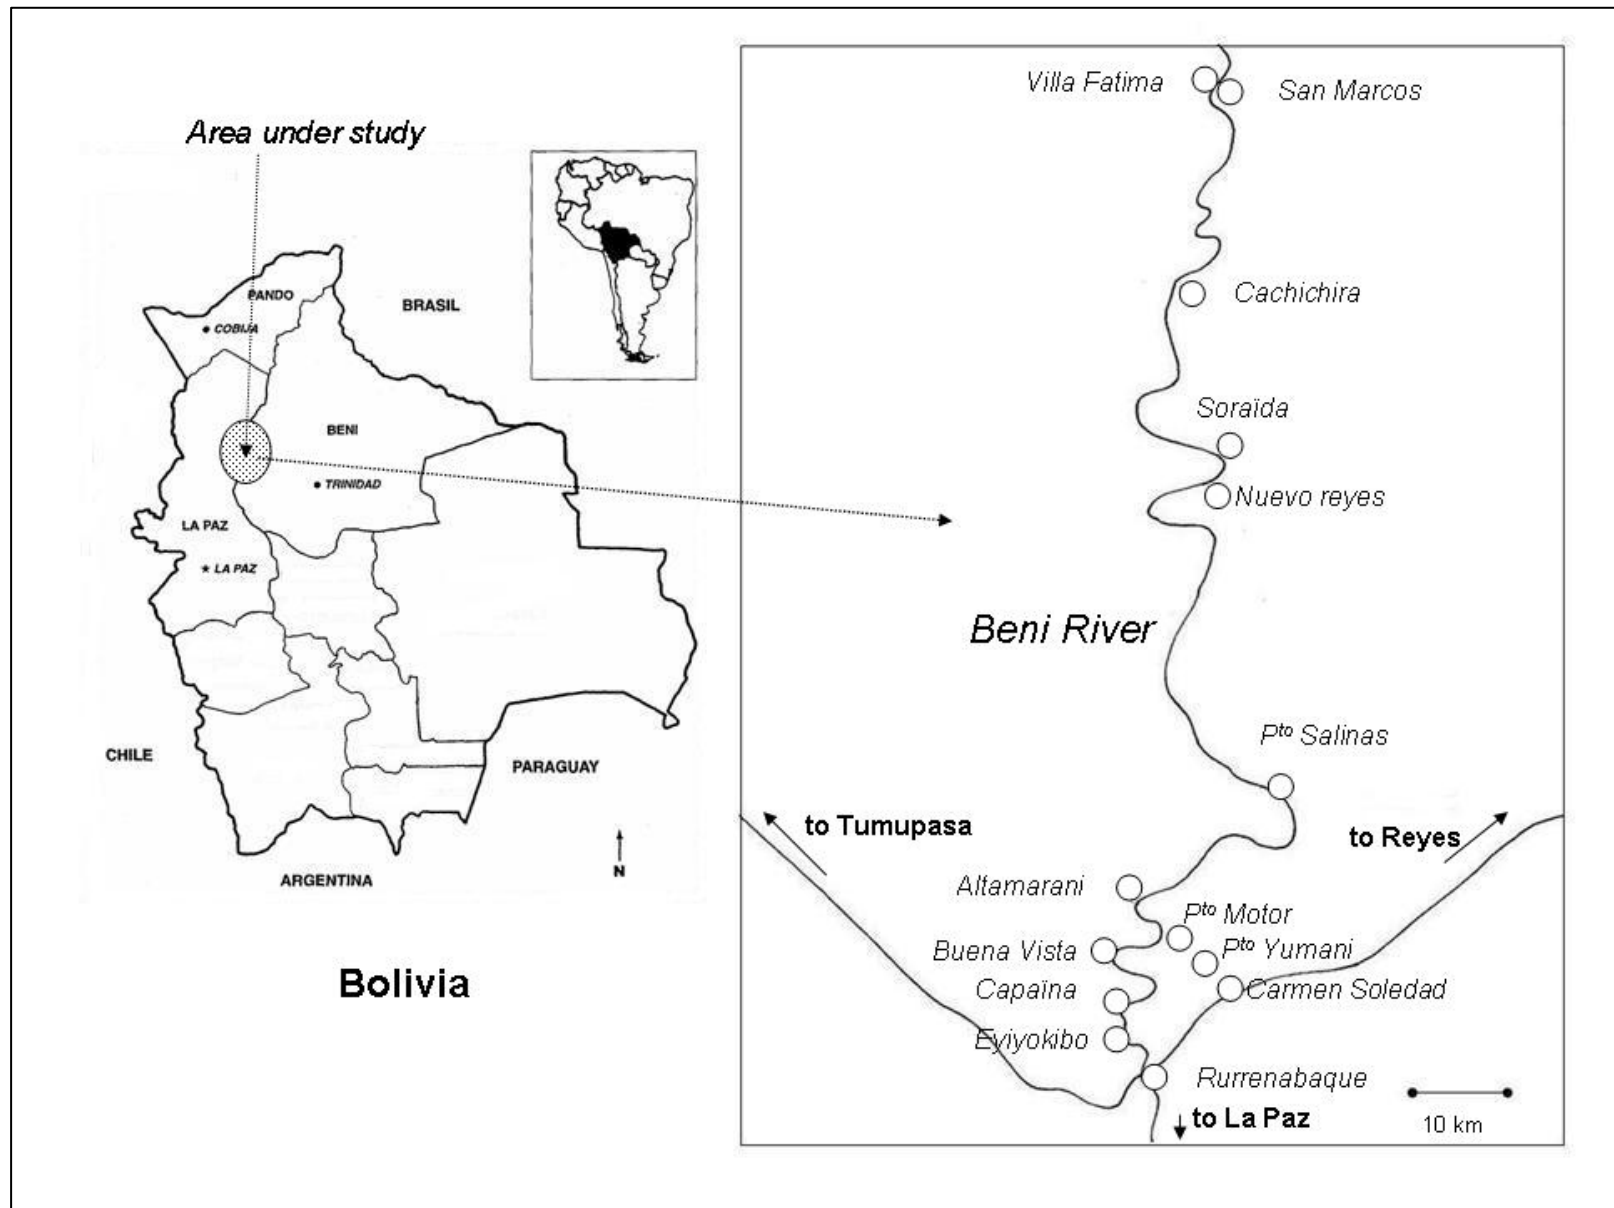 Area under study
PANDO
COBIJA
BRASIL
BENI
TRINIDAD
LA PAZ
LA PAZ
CHILE
PARAGUAY
N
ARGENTINA
Bolivia
Villa Fatima
San Marcos
Cachichira
Soraïda
Nuevo reyes
Beni River
Pto Salinas
to Tumupasa
to Reyes
Altamarani
Pto Motor
Buena Vista
Pto Yumani
Capaïna
Carmen Soledad
Eyiyokibo
Rurrenabaque
to La Paz
10 km